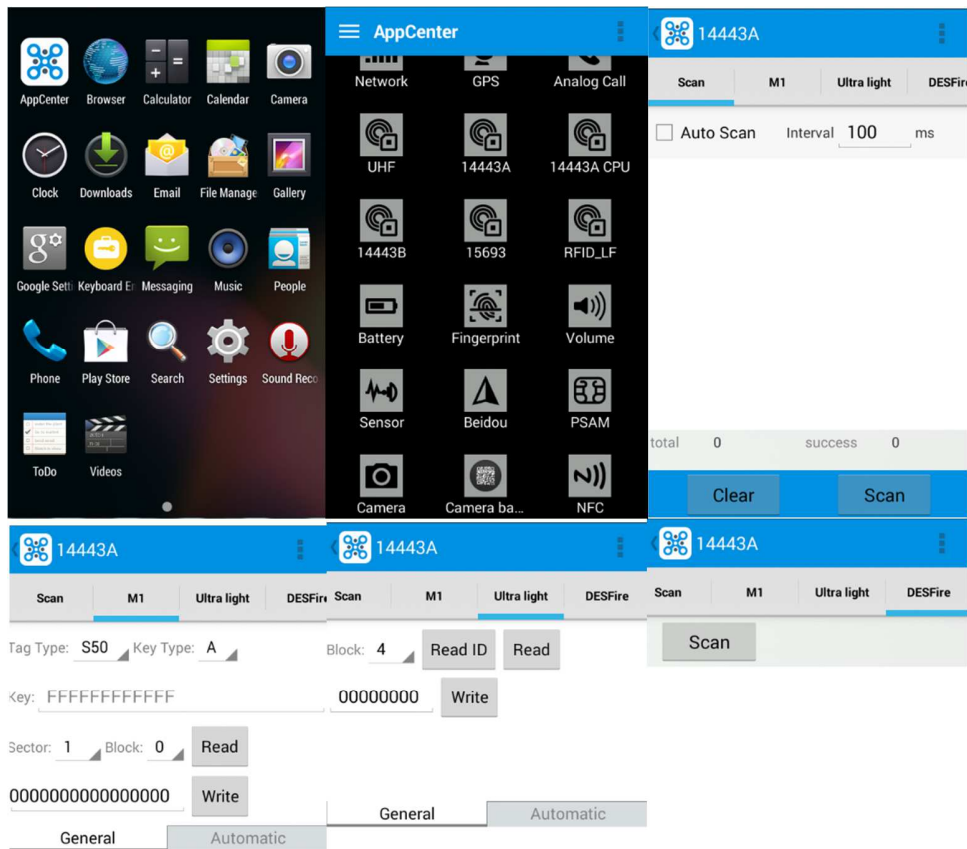 AppCenter Browser Calculator Calendar Camera
Clock Downloads Email File Manage Gallery
Google Setti Keyboard E Messaging Music People
Phone Play Store Search Settings Sound Reco
ToDo Videos
AppCenter
Network GPS Analog Call
UHF 14443A 14443A CPU
14443B 15693 RFID_LF
Battery Fingerprint Volume
Sensor Beidou PSAM
Camera Camera ba... NFC
14443A
Scan M1 Ultra light DESFire
Auto Scan Interval 100 ms
total 0 success 0
Clear Scan
14443A
Scan M1 Ultra light DESFire
Tag Type: S50 Key Type: A
Key: FFFFFFFFFFFF
Sector: 1 Block: 0 Read
0000000000000000 Write
General Automatic
14443A
Scan M1 Ultra light DESFire
Block: 4 Read ID Read
00000000 Write
General Automatic
14443A
Scan M1 Ultra light DESFire
Scan